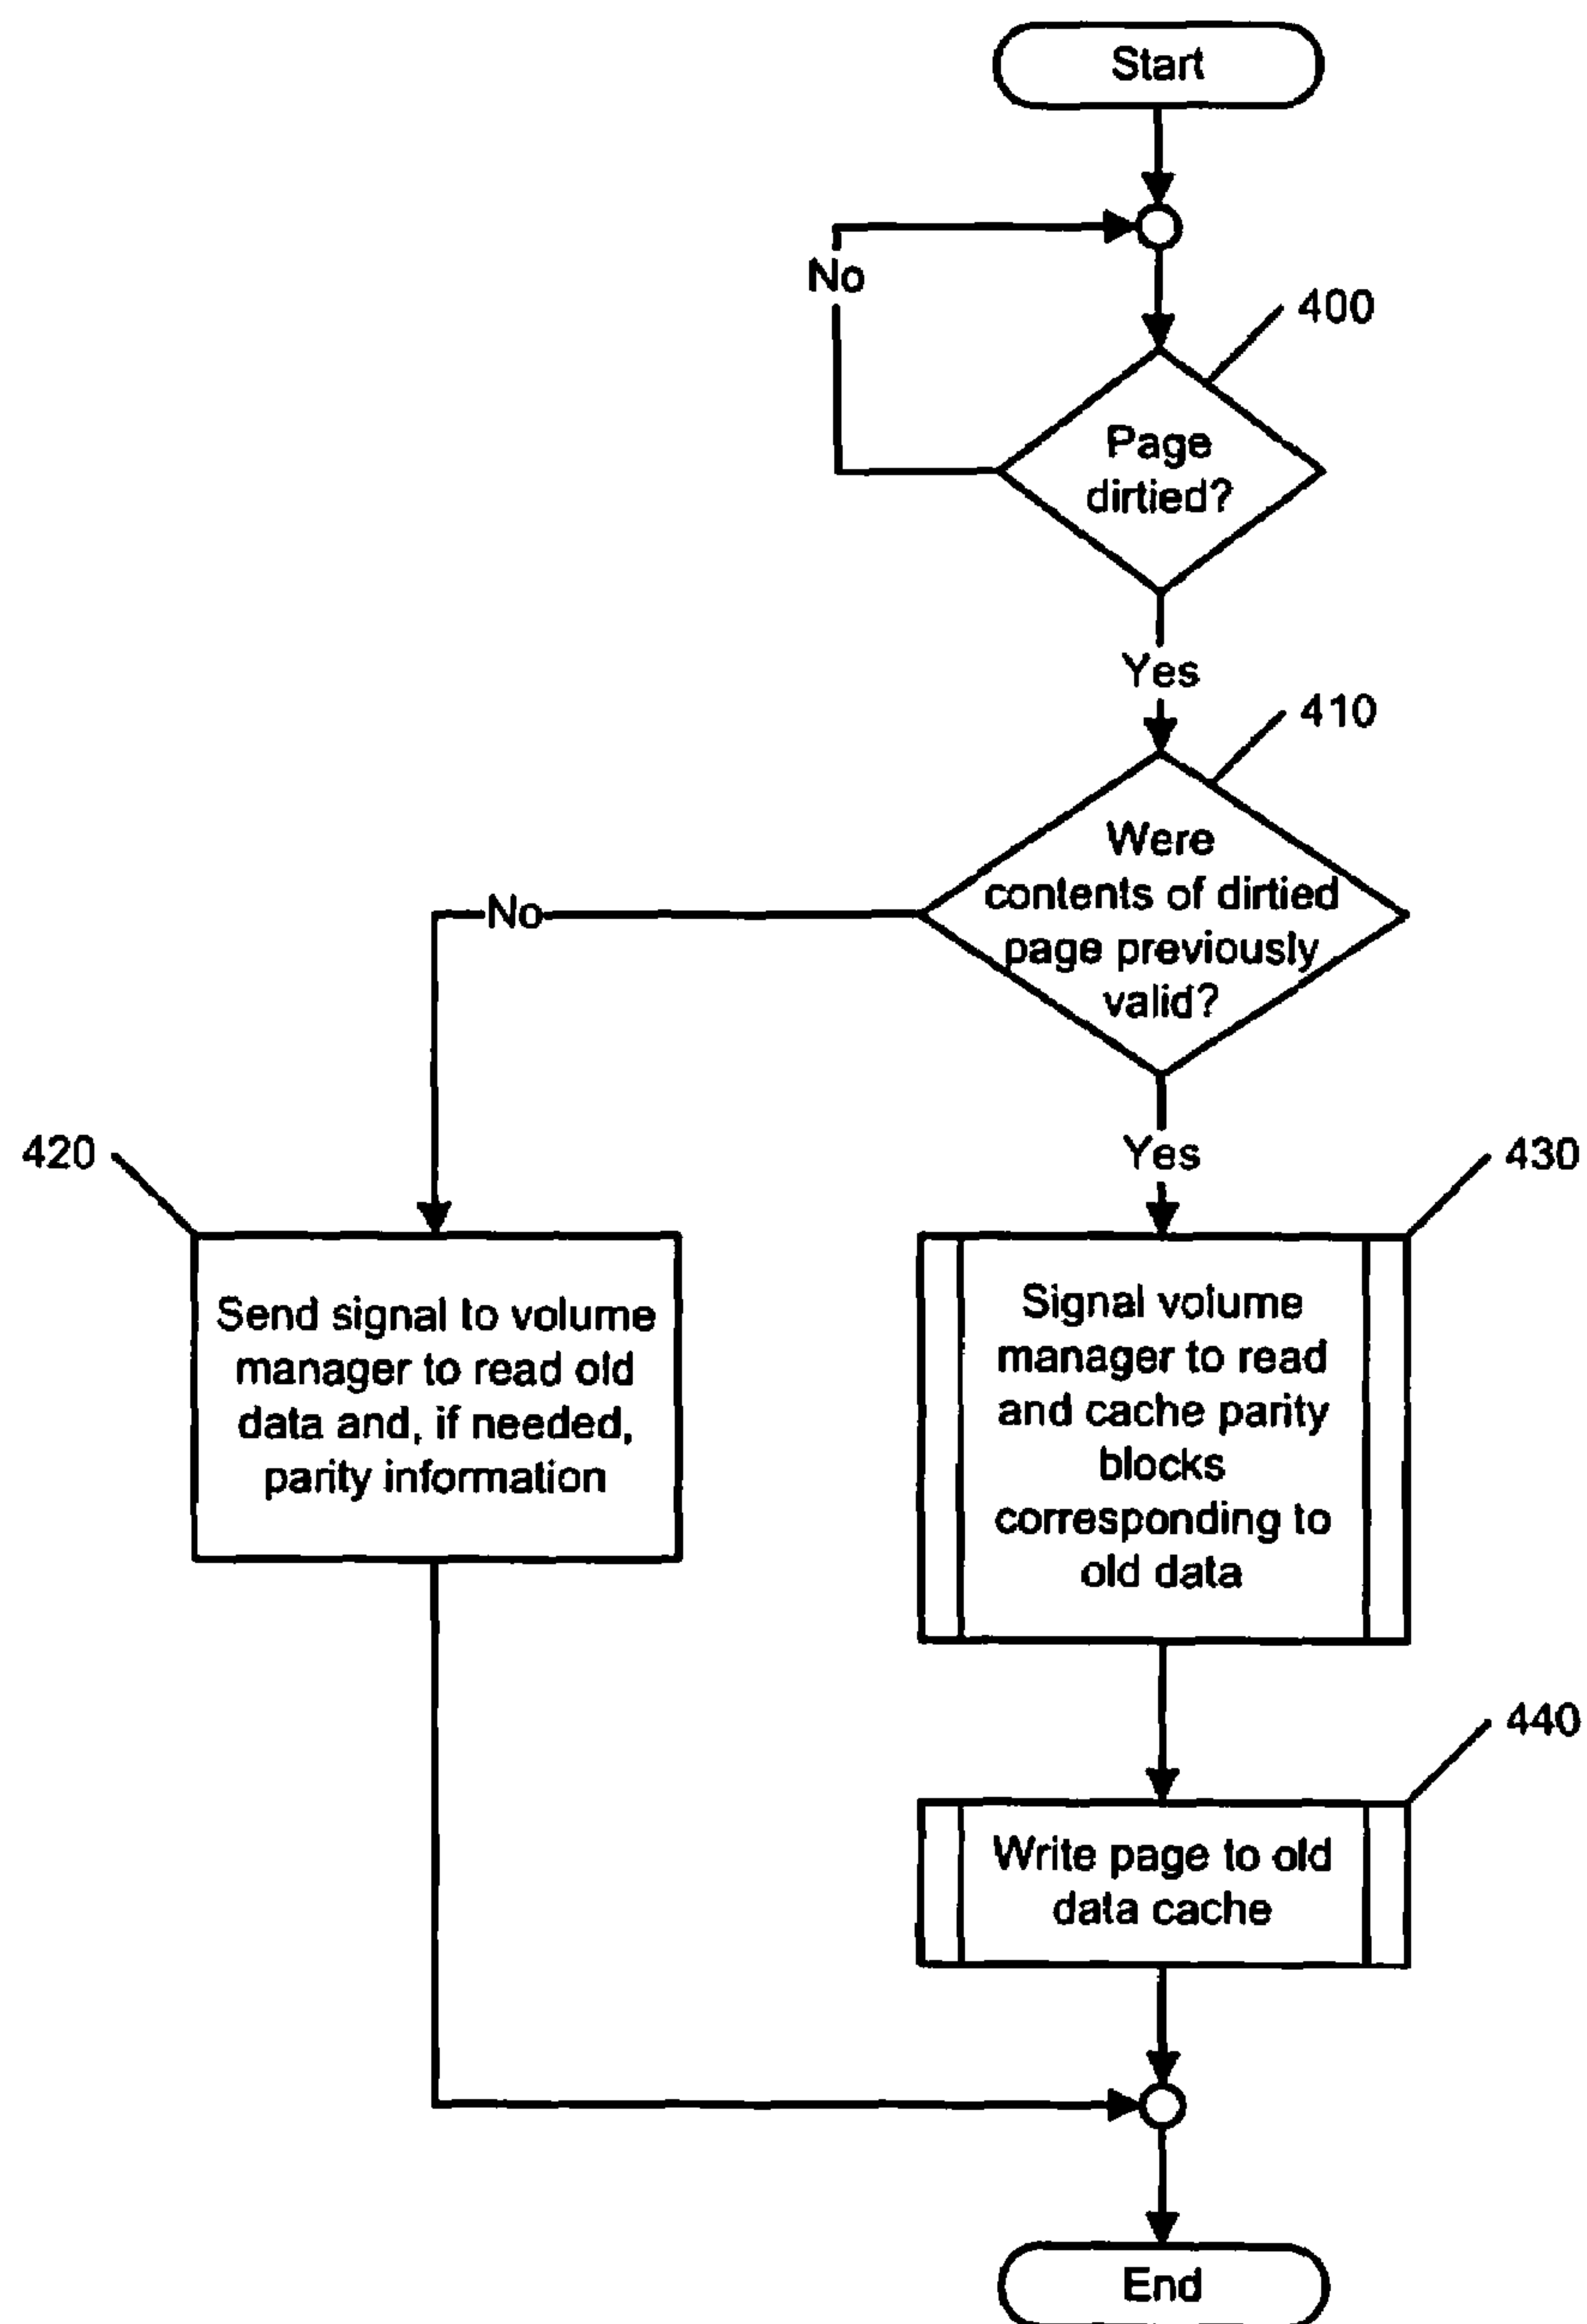 Start
No
400
Page
dirtied?
Yes
410
Were
contents of dirtied
page previously
valid?
No
Yes
420
430
Send signal to volume
manager to read old
data and, if needed,
parity information
Signal volume
manager to read
and cache parity
blocks
corresponding to
old data
440
Write page to old
data cache
End